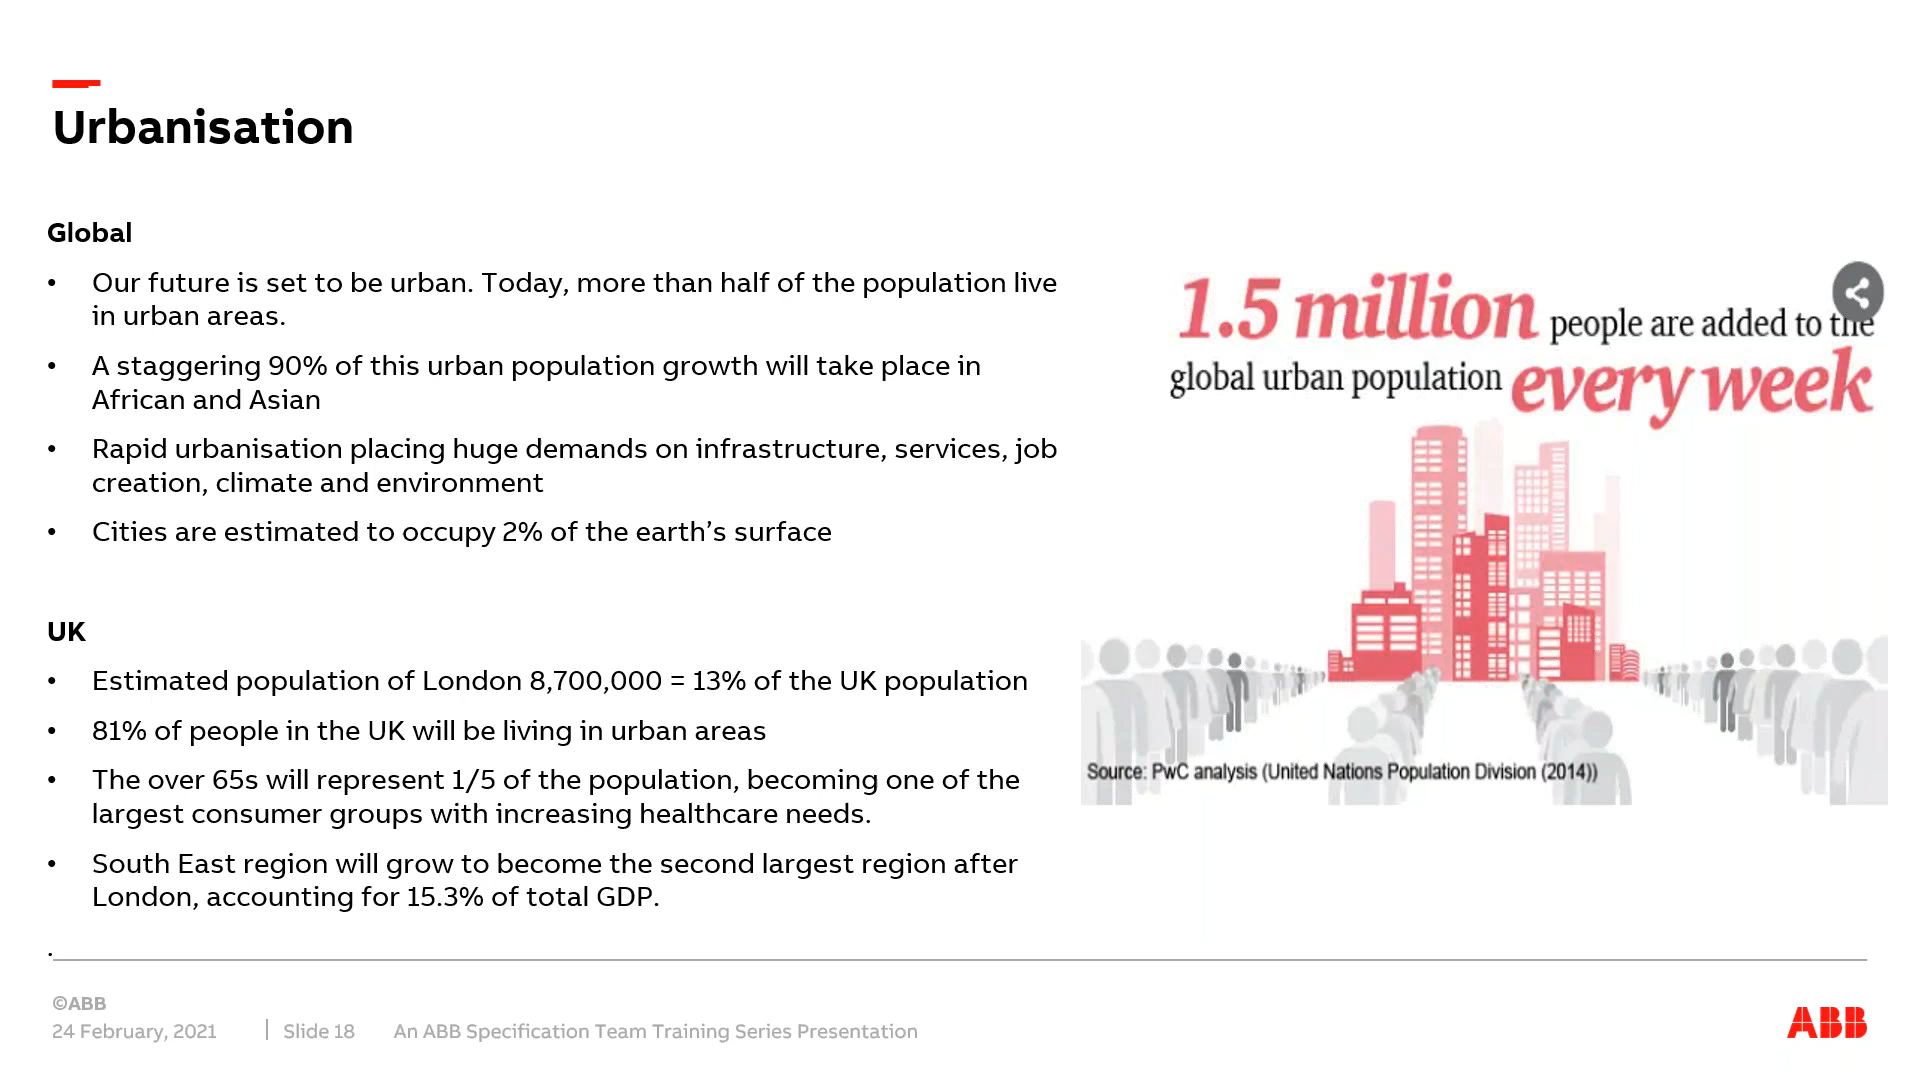 Urbanisation
Global
• Our future is set to be urban. Today, more than half of the population live
in urban areas.
• A staggering 90% of this urban population growth will take place in
African and Asian
• Rapid urbanisation placing huge demands on infrastructure, services, job
creation, climate and environment
• Cities are estimated to occupy 2% of the earth’s surface
UK
• Estimated population of London 8,700,000 = 13% of the UK population
• 81% of people in the UK will be living in urban areas
• The over 65s will represent 1/5 of the population, becoming one of the
largest consumer groups with increasing healthcare needs.
• South East region will grow to become the second largest region after
London, accounting for 15.3% of total GDP.
.
1.5 million people are added to the
global urban population every week
Source: PwC analysis (United Nations Population Division (2014))
©ABB
24 February, 2021 | Slide 18 An ABB Specification Team Training Series Presentation
ABB